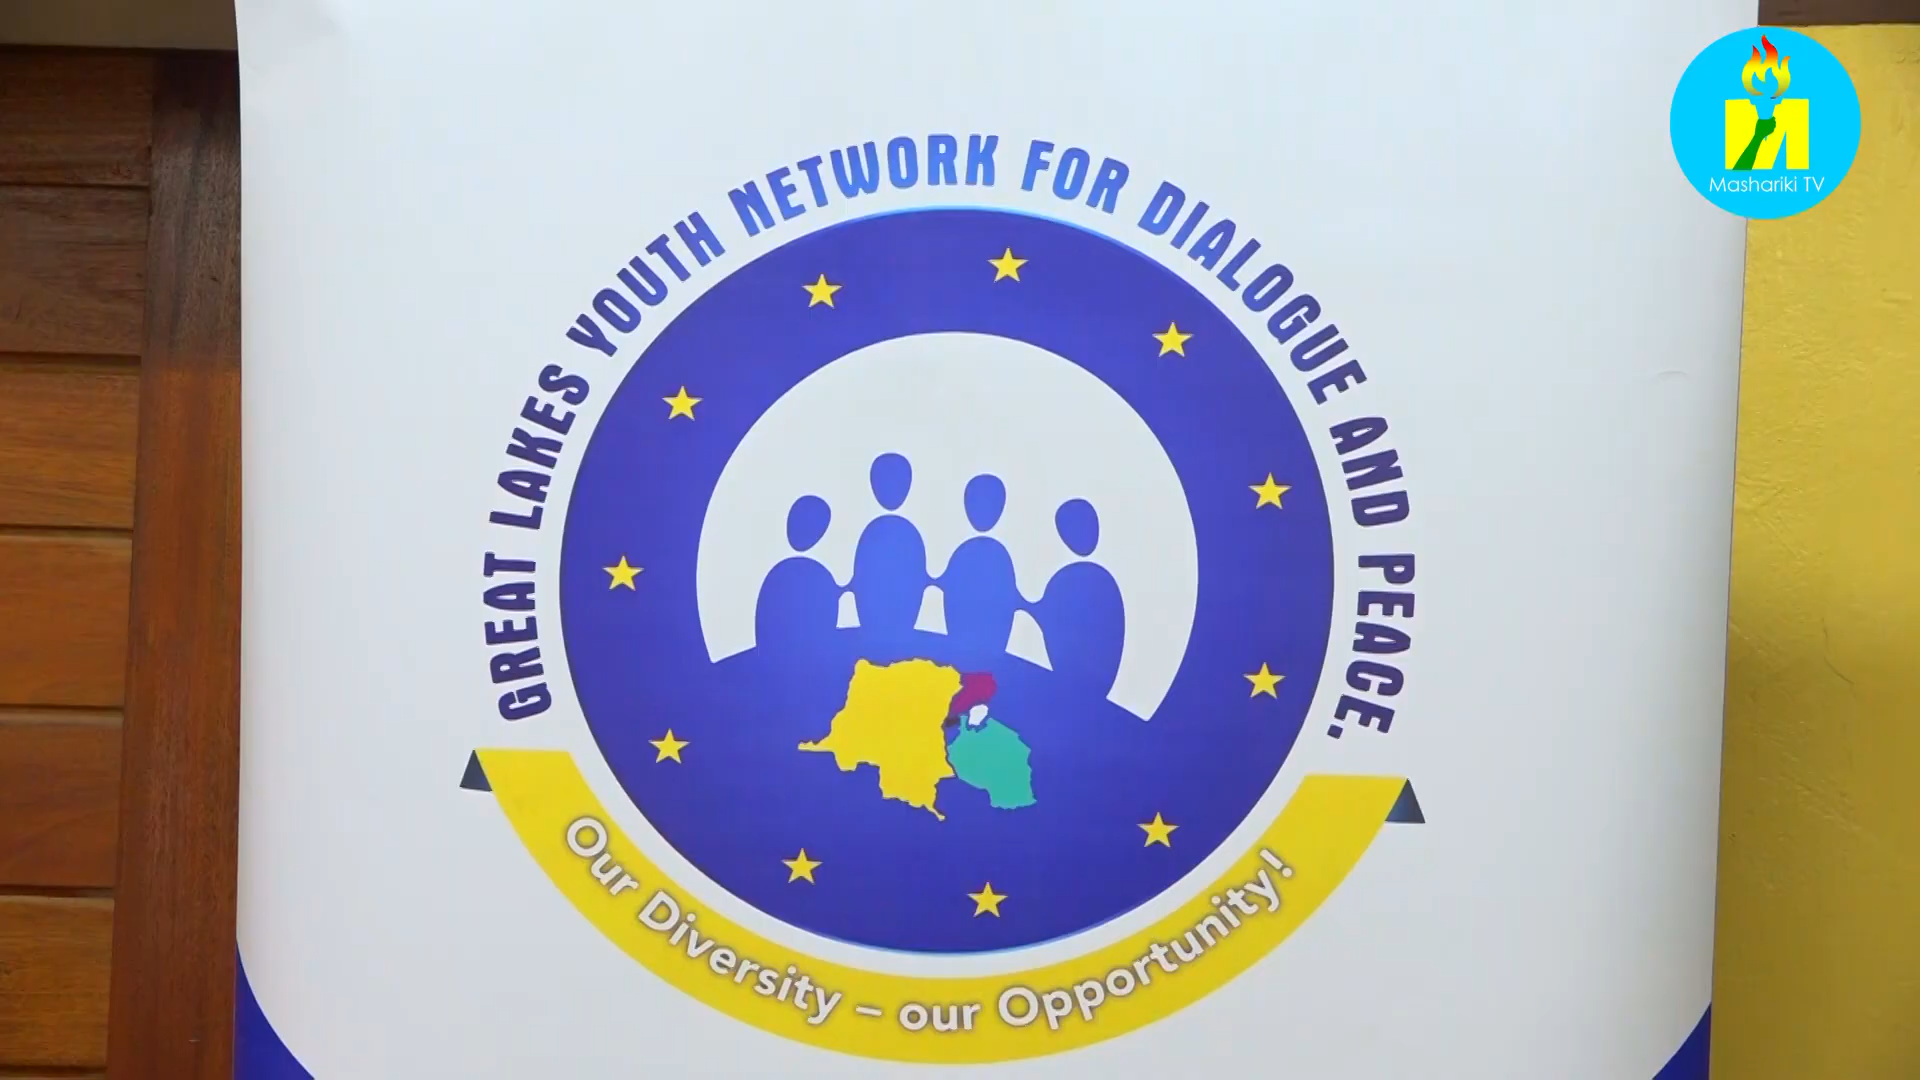 Mashariki TV
GREAT LAKES YOUTH NETWORK FOR DIALOGUE AND PEACE.
Our Diversity – our Opportunity!